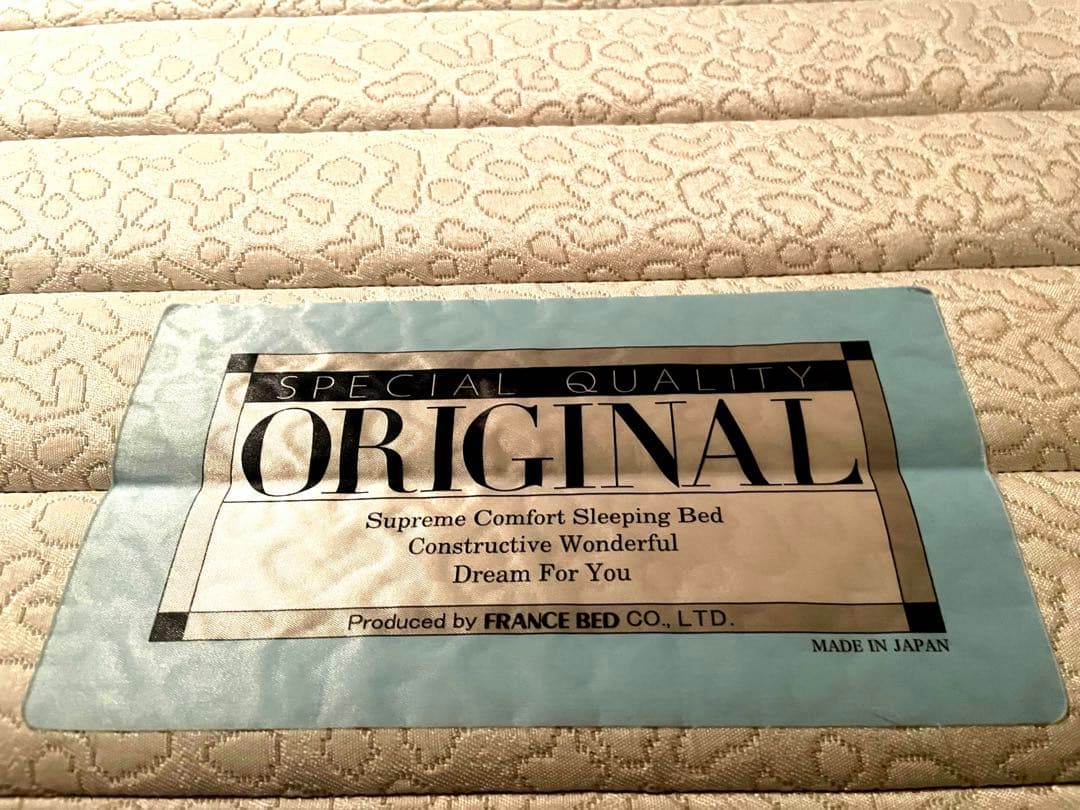 SPECIAL QUALITY
ORIGINAL
Supreme Comfort Sleeping Bed
Constructive Wonderful
Dream For You
Produced by FRANCE BED CO., LTD.
MADE IN JAPAN